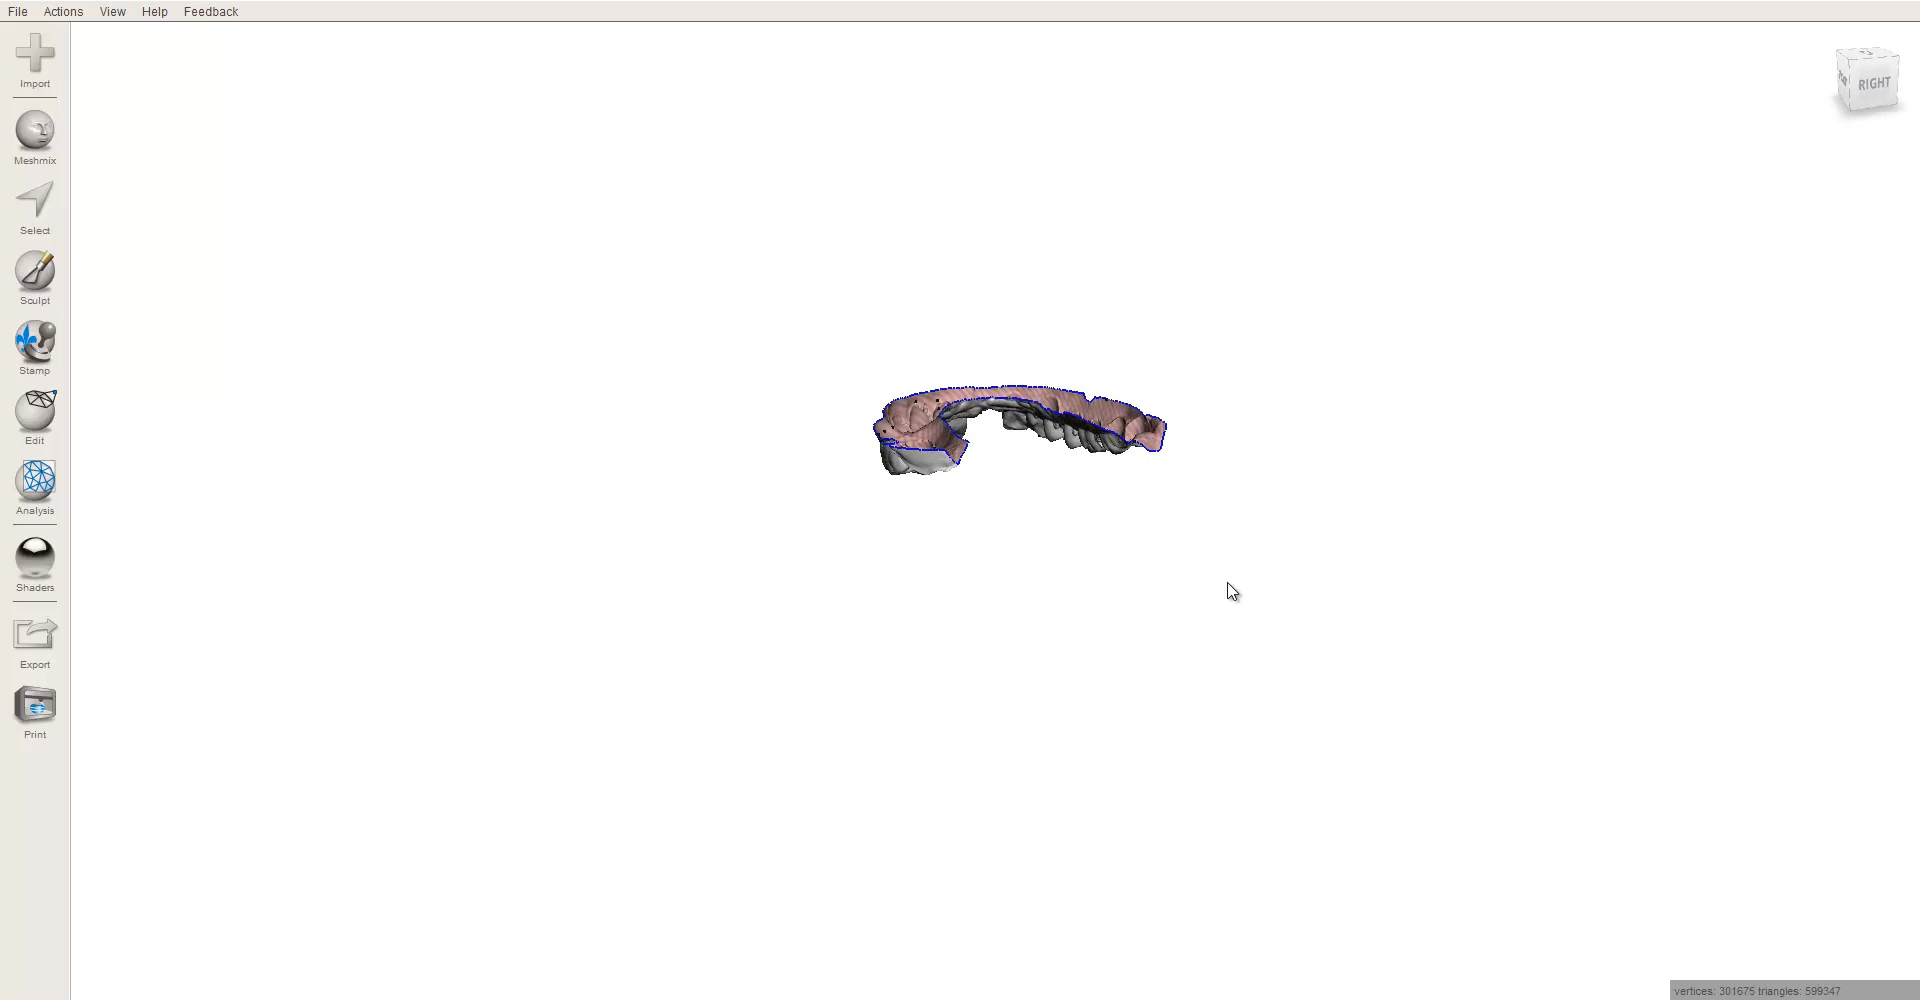 File Actions View Help Feedback
Import
Meshmix
Select
Sculpt
Stamp
Edit
Analysis
Shaders
Export
Print
RIGHT
vertices: 301675 triangles: 599347